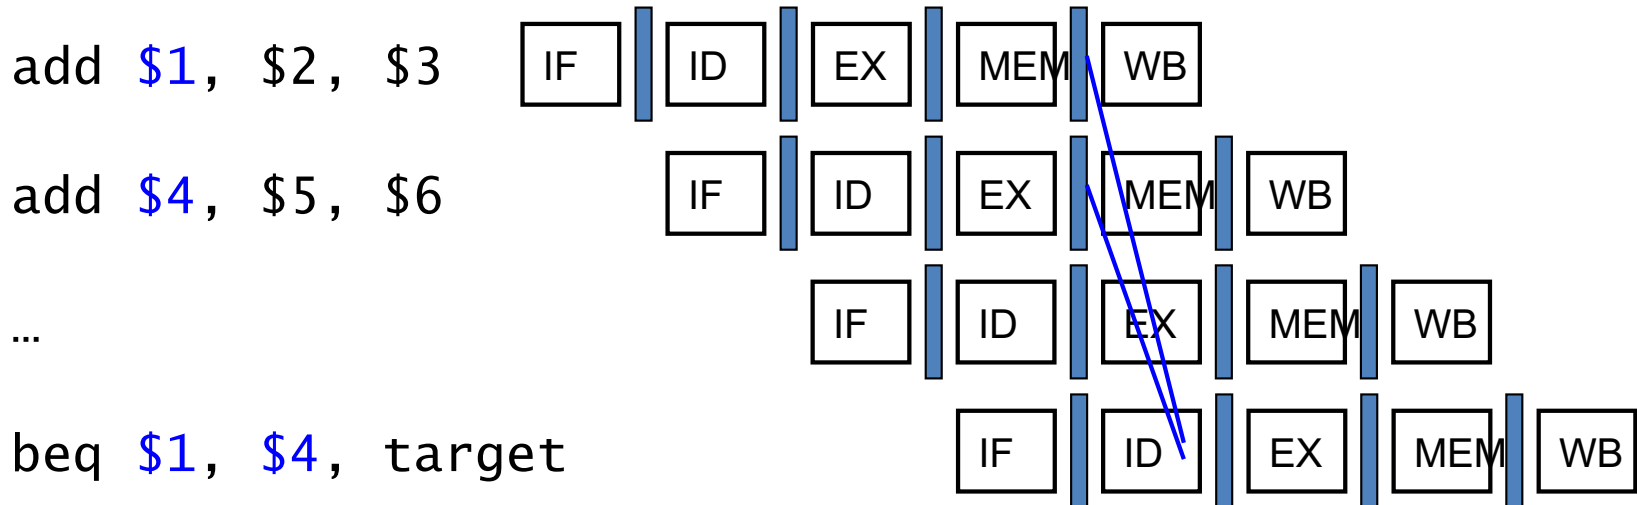 add $1, $2, $3 IF ID EX MEM WB
add $4, $5, $6 IF ID EX MEM WB
… IF ID EX MEM WB
beq $1, $4, target IF ID EX MEM WB